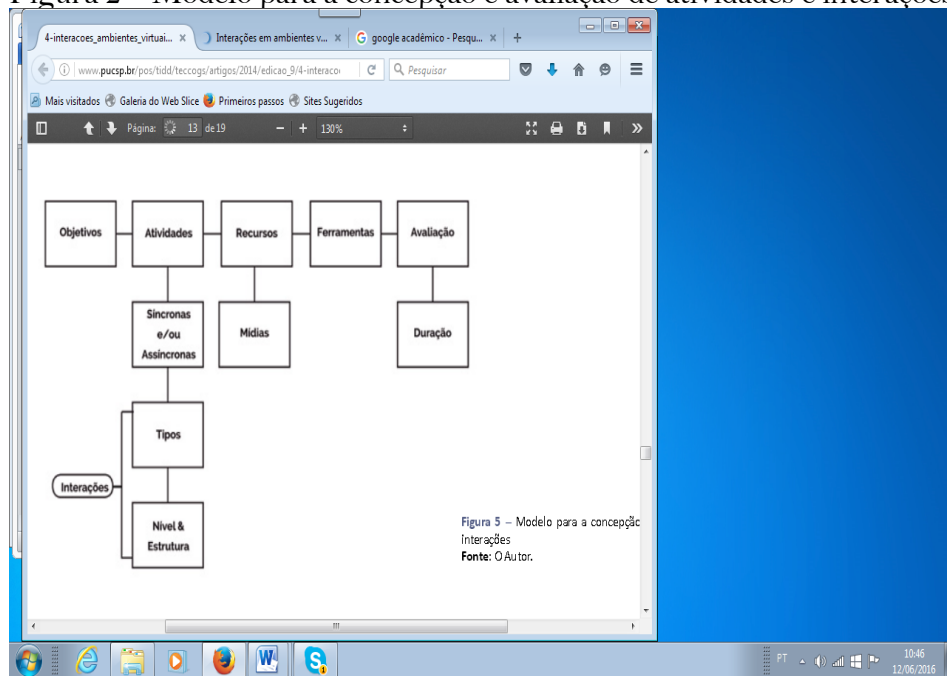 Figura 2 – Modelo para a concepção e avaliação de atividades e interações
4-interacoes_ambientes_virtuai... × Interações em ambientes v... × google acadêmico - Pesqu... × +
www.pucsp.br/pos/tidd/teccogs/artigos/2014/edicao_9/4-interaco Pesquisar
Mais visitados Galeria do Web Slice Primeiros passos Sites Sugeridos
Página: 13 de 19 − + 130%
Objetivos Atividades Recursos Ferramentas Avaliação
Síncronas
e/ou
Assíncronas
Mídias
Duração
Tipos
Interações
Nível &
Estrutura
Figura 5 – Modelo para a concepção
interações
Fonte: O Autor.
PT
10:46
12/06/2016